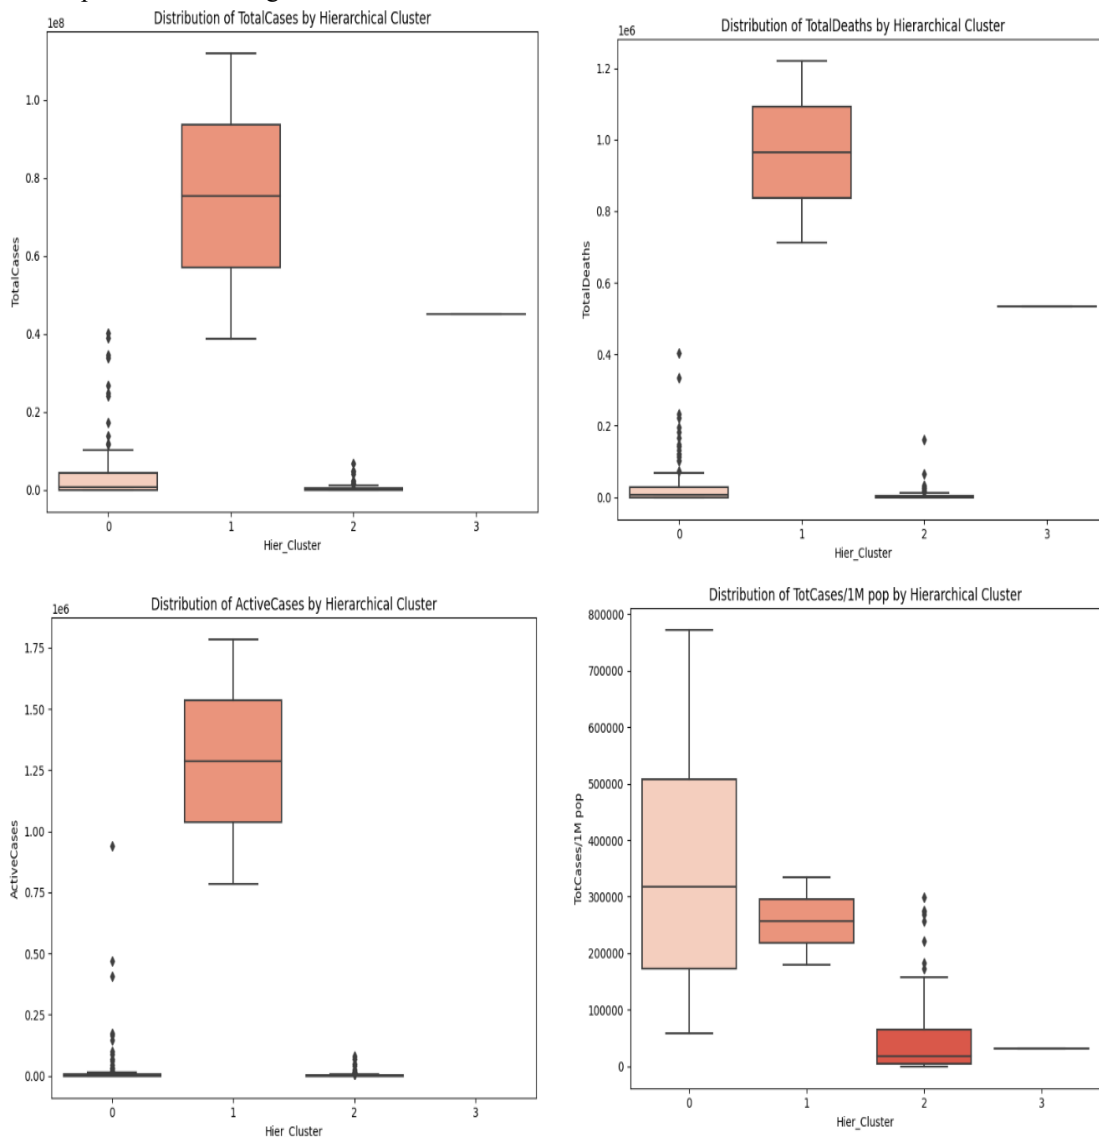 1e8
Distribution of TotalCases by Hierarchical Cluster
1.0
0.8
0.6
0.4
0.2
0.0
TotalCases
0 1 2 3
Hier_Cluster
1e6
Distribution of TotalDeaths by Hierarchical Cluster
1.2
1.0
0.8
0.6
0.4
0.2
0.0
TotalDeaths
0 1 2 3
Hier_Cluster
1e6
Distribution of ActiveCases by Hierarchical Cluster
1.75
1.50
1.25
1.00
0.75
0.50
0.25
0.00
ActiveCases
0 1 2 3
Hier_Cluster
Distribution of TotCases/1M pop by Hierarchical Cluster
800000
700000
600000
500000
400000
300000
200000
100000
0
TotCases/1M pop
0 1 2 3
Hier_Cluster